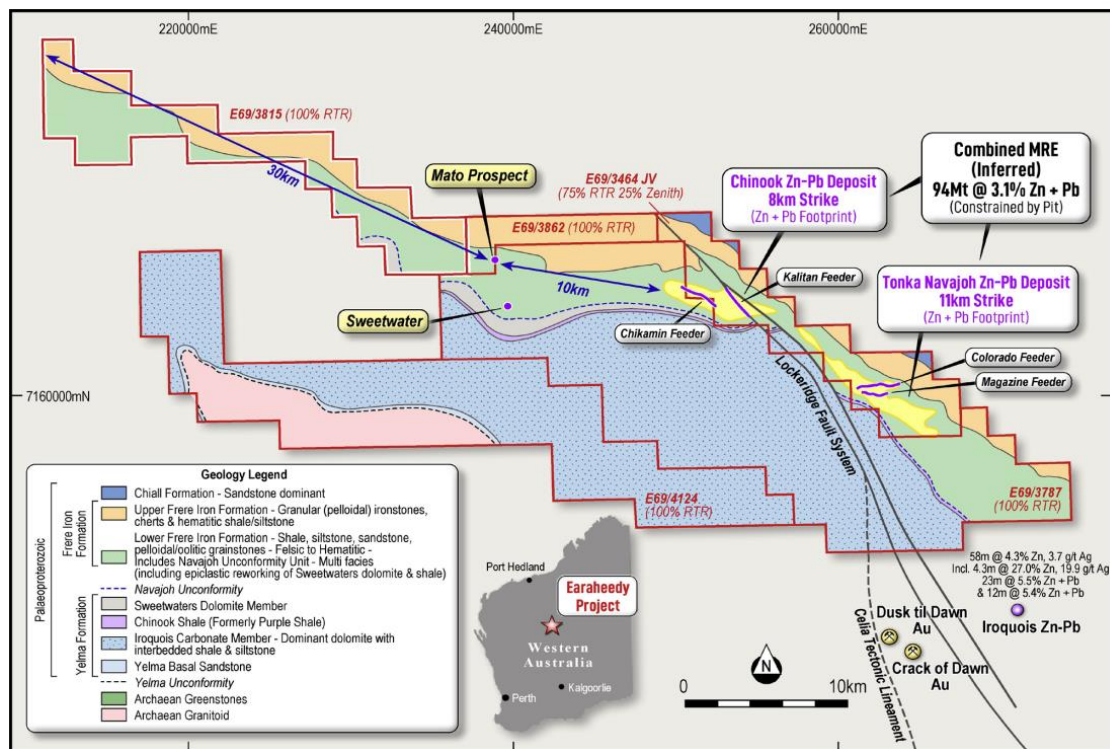 220000mE
240000mE
260000mE
E69/3815 (100% RTR)
30km
Mato Prospect
E69/3464 JV
(75% RTR 25% Zenith)
Chinook Zn-Pb Deposit
8km Strike
(Zn + Pb Footprint)
Combined MRE
(Inferred)
94Mt @ 3.1% Zn + Pb
(Constrained by Pit)
E69/3862 (100% RTR)
Kalitan Feeder
10km
Tonka Navajoh Zn-Pb Deposit
11km Strike
(Zn + Pb Footprint)
Sweetwater
Chikamin Feeder
Colorado Feeder
Magazine Feeder
7160000mN
Lockeridge Fault System
E69/4124
(100% RTR)
E69/3787
(100% RTR)
Geology Legend
Palaeoproterozoic
Frere Iron
Formation
Yelma Formation
Chiall Formation - Sandstone dominant
Upper Frere Iron Formation - Granular (pelloidal) ironstones,
cherts & hematitic shale/siltstone
Lower Frere Iron Formation - Shale, siltstone, sandstone,
pelloidal/oolitic grainstones - Felsic to Hematitic -
Includes Navajoh Unconformity Unit - Multi facies
(including epiclastic reworking of Sweetwaters dolomite & shale)
Navajoh Unconformity
Sweetwaters Dolomite Member
Chinook Shale (Formerly Purple Shale)
Iroquois Carbonate Member - Dominant dolomite with
interbedded shale & siltstone
Yelma Basal Sandstone
Yelma Unconformity
Archaean Greenstones
Archaean Granitoid
Port Hedland
Earaheedy
Project
Western
Australia
Perth
Kalgoorlie
N
0
10km
58m @ 4.3% Zn, 3.7 g/t Ag
Incl. 4.3m @ 27.0% Zn, 19.9 g/t Ag
23m @ 5.5% Zn + Pb
& 12m @ 5.4% Zn + Pb
Iroquois Zn-Pb
Dusk til Dawn
Au
Crack of Dawn
Au
Celia Tectonic Lineament